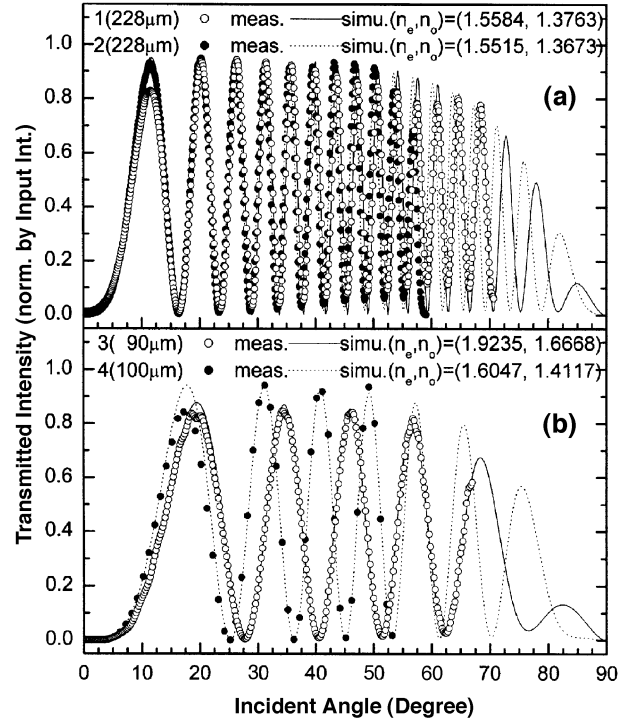 1(228μm) meas. simu.(nₑ,nₒ)=(1.5584, 1.3763)
2(228μm) meas. simu.(nₑ,nₒ)=(1.5515, 1.3673)
(a)
1.0
0.8
0.6
0.4
0.2
0.0
Transmitted Intensity (norm. by Input Int.)
3( 90μm) meas. simu.(nₑ,nₒ)=(1.9235, 1.6668)
4(100μm) meas. simu.(nₑ,nₒ)=(1.6047, 1.4117)
(b)
1.0
0.8
0.6
0.4
0.2
0.0
0 10 20 30 40 50 60 70 80 90
Incident Angle (Degree)